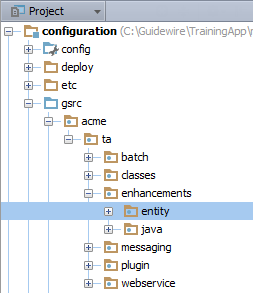 Project
configuration (C:\Guidewire\TrainingApp\
config
deploy
etc
gsrc
acme
ta
batch
classes
enhancements
entity
java
messaging
plugin
webservice